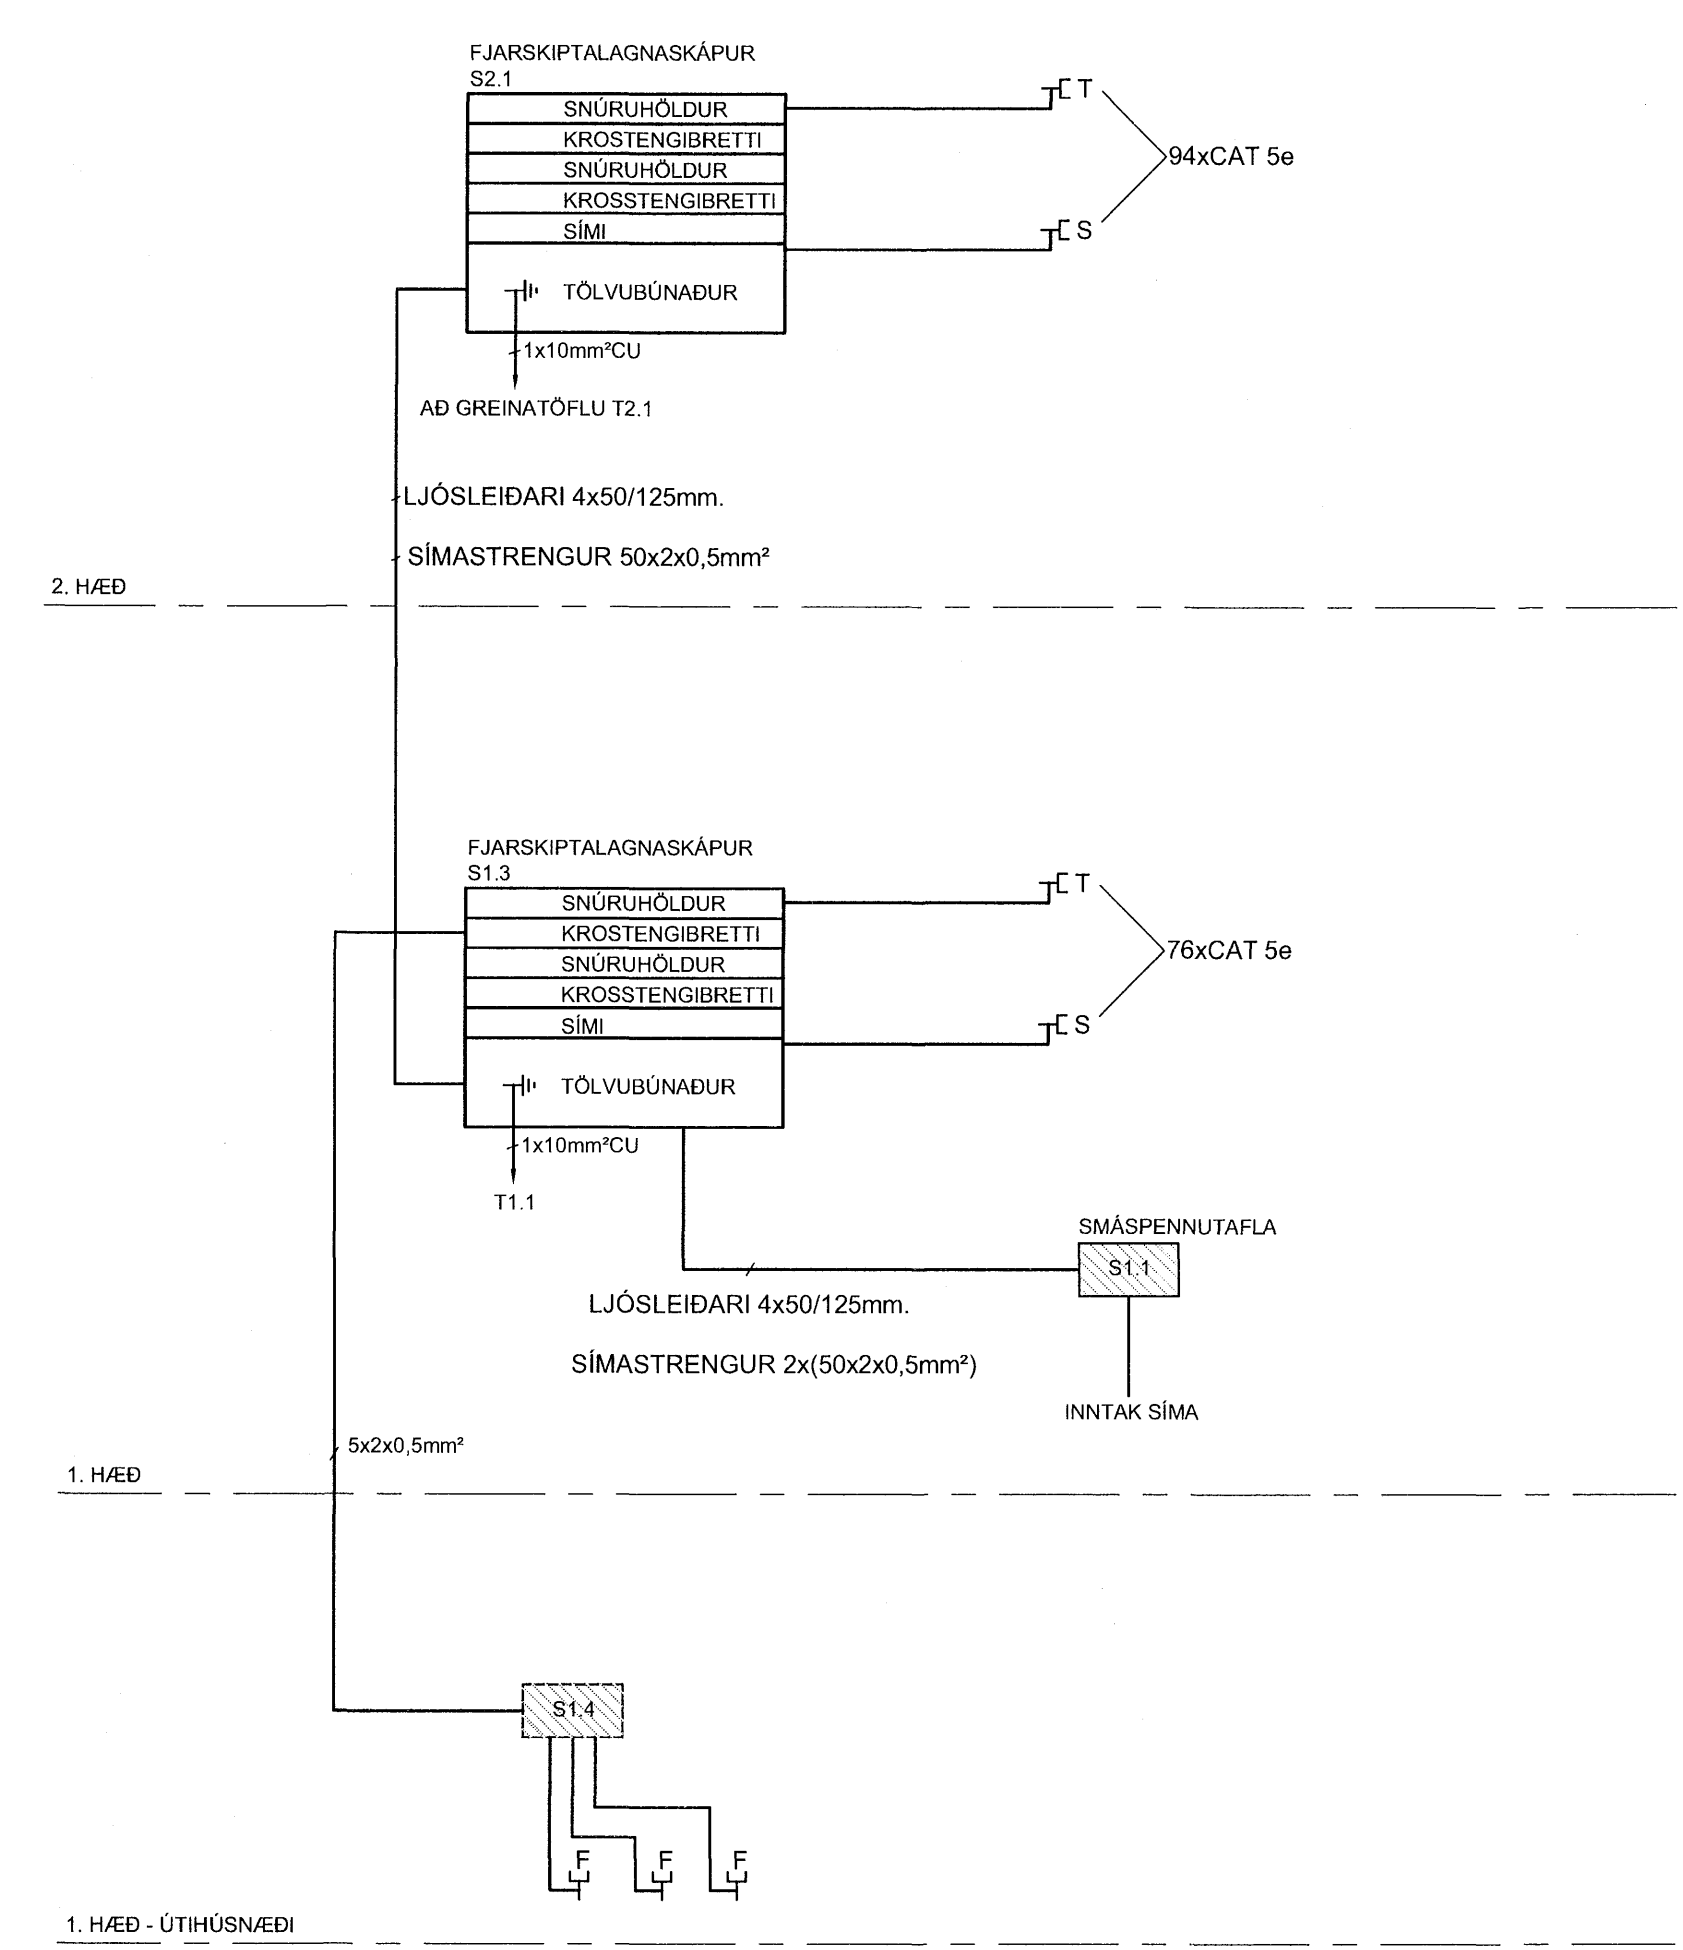 FJARSKIPTALAGNASKÁPUR
S2.1
SNÚRUHÖLDUR
KROSTENGIBRETTI
SNÚRUHÖLDUR
KROSSTENGIBRETTI
SÍMI
TÖLVUBÚNAÐUR
T
S
94xCAT 5e
1x10mm²CU
AÐ GREINATÖFLU T2.1
LJÓSLEIÐARI 4x50/125mm.
SÍMASTRENGUR 50x2x0,5mm²
2. HÆÐ
FJARSKIPTALAGNASKÁPUR
S1.3
SNÚRUHÖLDUR
KROSTENGIBRETTI
SNÚRUHÖLDUR
KROSSTENGIBRETTI
SÍMI
TÖLVUBÚNAÐUR
T
S
76xCAT 5e
1x10mm²CU
T1.1
SMÁSPENNUTAFLA
S1.1
LJÓSLEIÐARI 4x50/125mm.
SÍMASTRENGUR 2x(50x2x0,5mm²)
INNTAK SÍMA
5x2x0,5mm²
1. HÆÐ
S1.4
F F F
1. HÆÐ - ÚTIHÚSNÆÐI